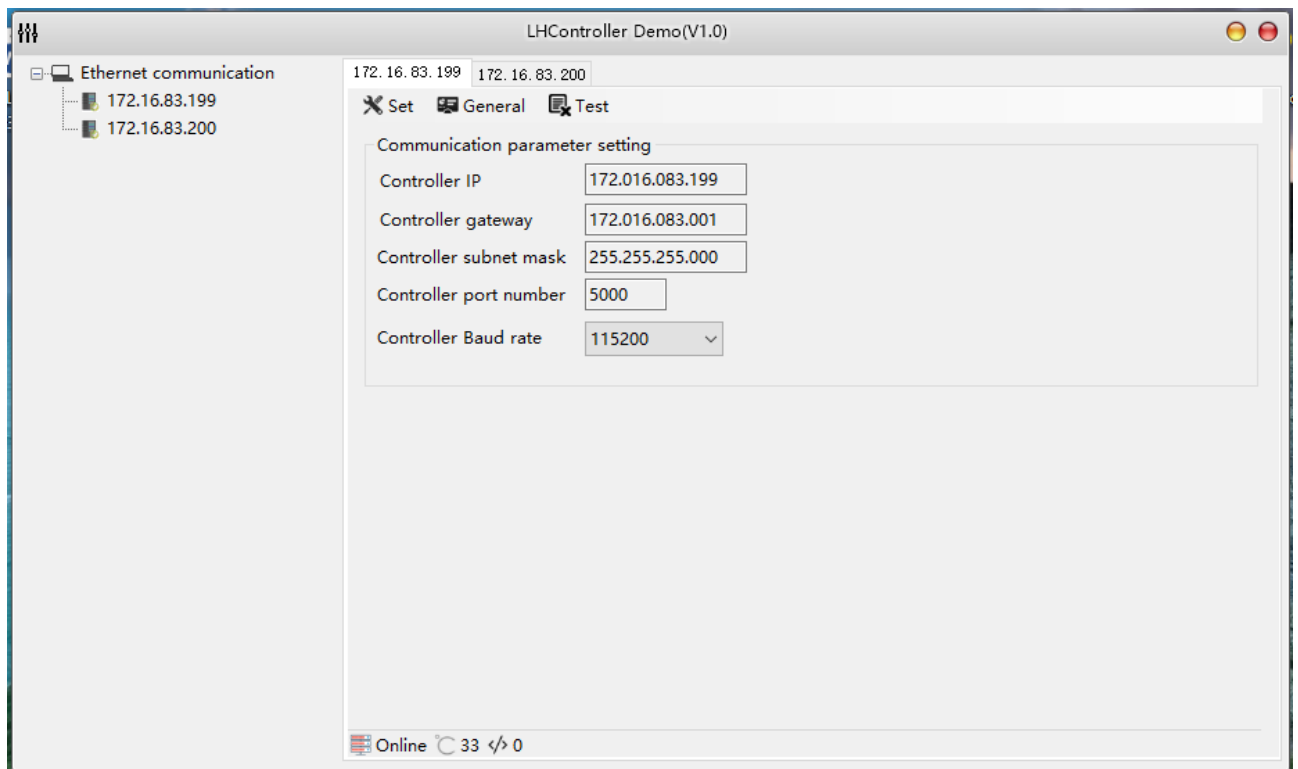 LHController Demo(V1.0)
Ethernet communication
172.16.83.199
172.16.83.200
172.16.83.199 172.16.83.200
Set General Test
Communication parameter setting
Controller IP 172.016.083.199
Controller gateway 172.016.083.001
Controller subnet mask 255.255.255.000
Controller port number 5000
Controller Baud rate 115200
Online ℃ 33 </> 0